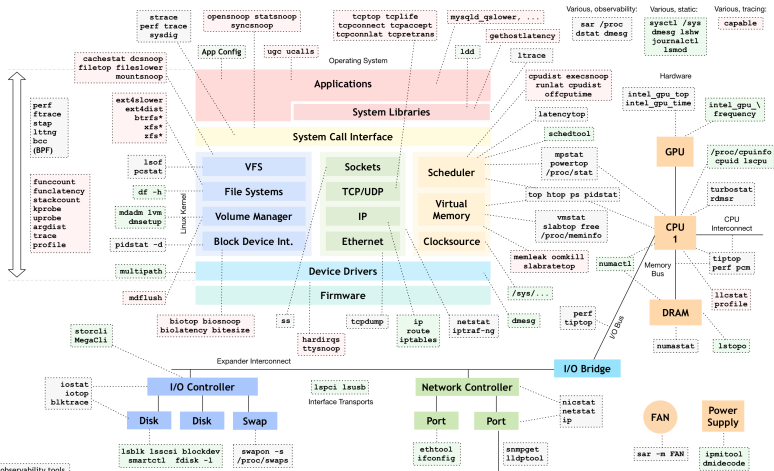 Various, observability:
sar /proc
dstat dmesg
Various, static:
sysctl /sys
dmesg lshw
journalctl
lsmod
Various, tracing:
capable
strace
perf trace
sysdig
opensnoop statsnoop
syncsnoop
tcptop tcplife
tcpconnect tcpaccept
tcpconnlat tcpretrans
mysqld_qslower, ...
gethostlatency
App Config
ugc ucalls
ldd
ltrace
Operating System
cachestat dcsnoop
filetop fileslower
mountsnoop
Applications
System Libraries
System Call Interface
cpudist execsnoop
runlat cpudist
offcputime
Hardware
intel_gpu_top
intel_gpu_time
intel_gpu_\
frequency
GPU
perf
ftrace
stap
lttng
bcc
(BPF)
ext4slower
ext4dist
btrfs*
xfs*
xfs*
lsof
pcstat
df -h
mdadm lvm
dmsetup
pidstat -d
multipath
mdflush
funccount
funclatency
stackcount
kprobe
uprobe
argdist
trace
profile
Linux Kernel
VFS
File Systems
Volume Manager
Block Device Int.
Sockets
TCP/UDP
IP
Ethernet
Scheduler
Virtual
Memory
Clocksource
Device Drivers
Firmware
latencytop
schedtool
mpstat
powertop
/proc/stat
top htop ps pidstat
vmstat
slabtop free
/proc/meminfo
memleak oomkill
slabratetop
/sys/...
/proc/cpuinfo
cpuid lscpu
turbostat
rdmsr
CPU
1
CPU
Interconnect
tiptop
perf pcm
numactl
Memory
Bus
llcstat
profile
DRAM
numastat
lstopo
perf
tiptop
I/O Bus
biotop biosnoop
biolatency bitesize
ss
hardirqs
ttysnoop
tcpdump
ip
route
iptables
netstat
iptraf-ng
dmesg
storcli
MegaCli
Expander Interconnect
I/O Bridge
iostat
iotop
blktrace
I/O Controller
Disk
Disk
Swap
lsblk lsscsi blockdev
smartctl fdisk -l
swapon -s
/proc/swaps
lspci lsusb
Interface Transports
Network Controller
Port
Port
nicstat
netstat
ip
ethtool
ifconfig
snmpget
lldptool
FAN
sar -m FAN
Power
Supply
ipmitool
dmidecode
observability tools